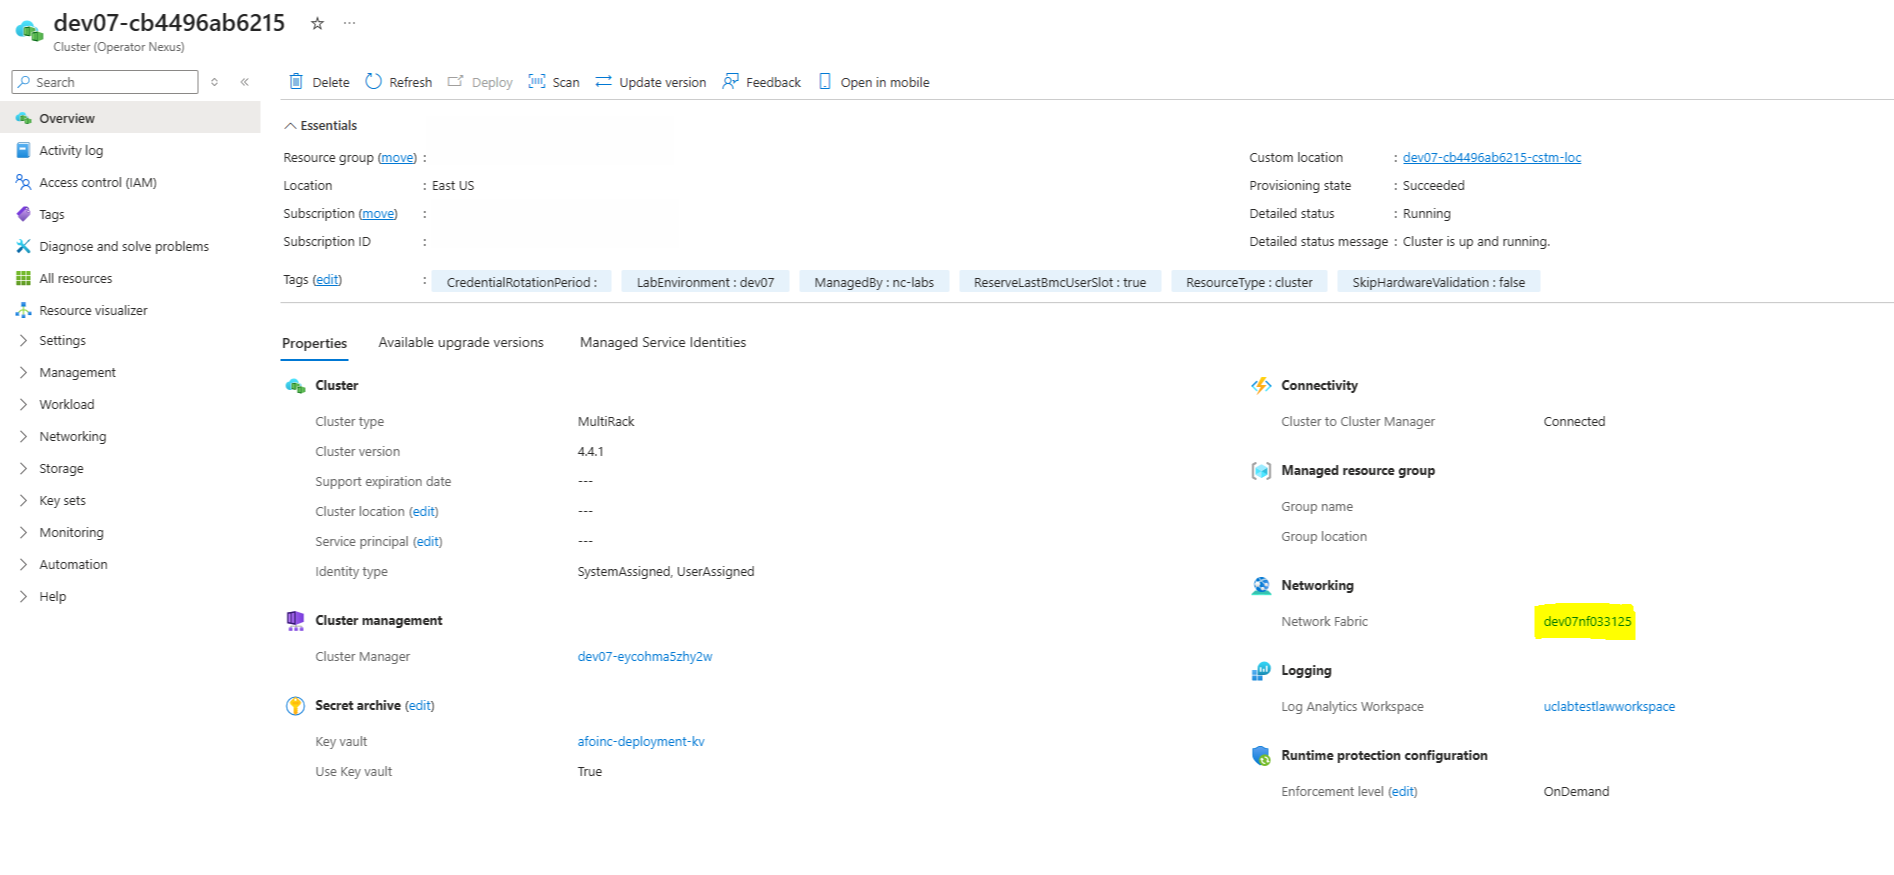 dev07-cb4496ab6215
Cluster (Operator Nexus)
Search
Overview
Activity log
Access control (IAM)
Tags
Diagnose and solve problems
All resources
Resource visualizer
Settings
Management
Workload
Networking
Storage
Key sets
Monitoring
Automation
Help
Delete Refresh Deploy Scan Update version Feedback Open in mobile
Essentials
Resource group (move) :
Location : East US
Subscription (move) :
Subscription ID :
Custom location : dev07-cb4496ab6215-cstm-loc
Provisioning state : Succeeded
Detailed status : Running
Detailed status message : Cluster is up and running.
Tags (edit) : CredentialRotationPeriod : LabEnvironment : dev07 ManagedBy : nc-labs ReserveLastBmcUserSlot : true ResourceType : cluster SkipHardwareValidation : false
Properties Available upgrade versions Managed Service Identities
Cluster
Cluster type MultiRack
Cluster version 4.4.1
Support expiration date ---
Cluster location (edit) ---
Service principal (edit) ---
Identity type SystemAssigned, UserAssigned
Cluster management
Cluster Manager dev07-eycohma5zhy2w
Secret archive (edit)
Key vault afoinc-deployment-kv
Use Key vault True
Connectivity
Cluster to Cluster Manager Connected
Managed resource group
Group name
Group location
Networking
Network Fabric dev07nf033125
Logging
Log Analytics Workspace uclabtestlawworkspace
Runtime protection configuration
Enforcement level (edit) OnDemand